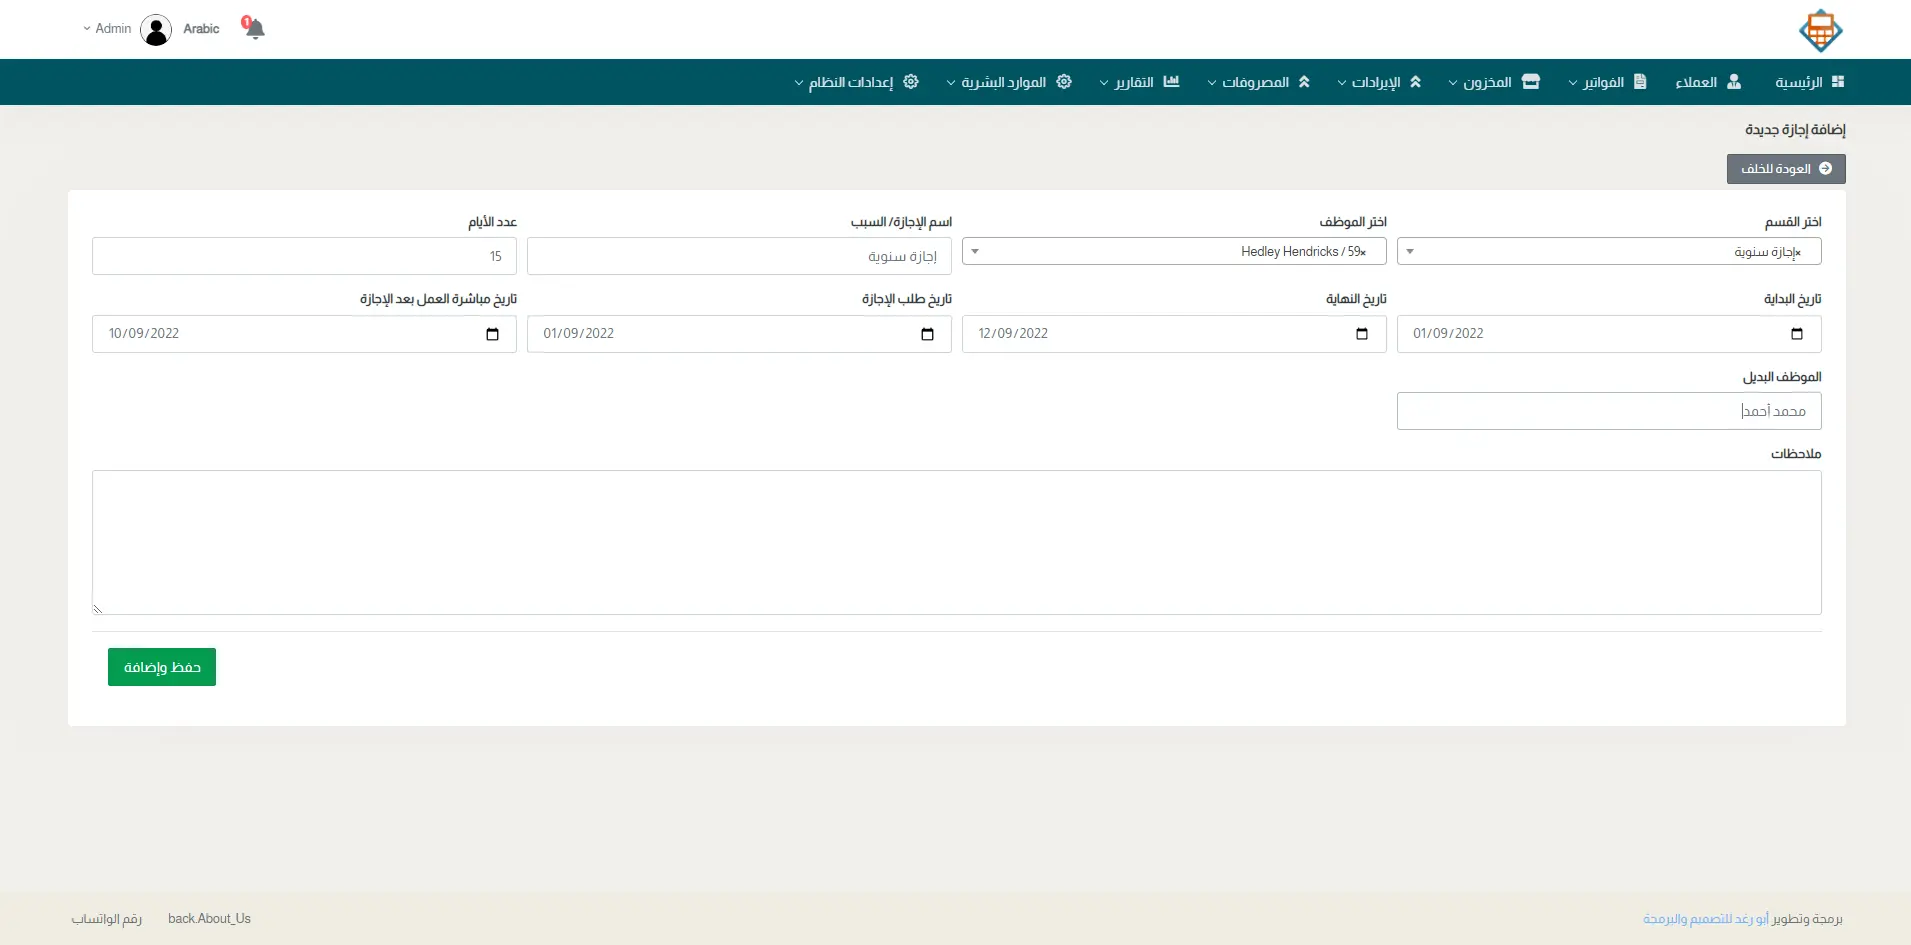 Arabic
Admin
1
الرئيسية
العملاء
الفواتير
المخزون
الإيرادات
المصروفات
التقارير
الموارد البشرية
إعدادات النظام
إضافة إجازة جديدة
العودة للخلف
اختر القسم
اختر الموظف
اسم الإجازة/ السبب
عدد الأيام
×إجازة سنوية
Hedley Hendricks / 59×
إجازة سنوية
15
تاريخ البداية
تاريخ النهاية
تاريخ طلب الإجازة
تاريخ مباشرة العمل بعد الإجازة
01/09/2022
12/09/2022
01/09/2022
10/09/2022
الموظف البديل
محمد أحمد
ملاحظات
حفظ وإضافة
برمجة وتطوير أبو رغد للتصميم والبرمجة
back.About_Us
رقم الواتساب